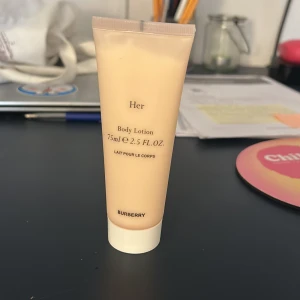 Her
Body Lotion
75ml ℮ 2.5 FL.OZ.
LAIT POUR LE CORPS
BURBERRY
Chi